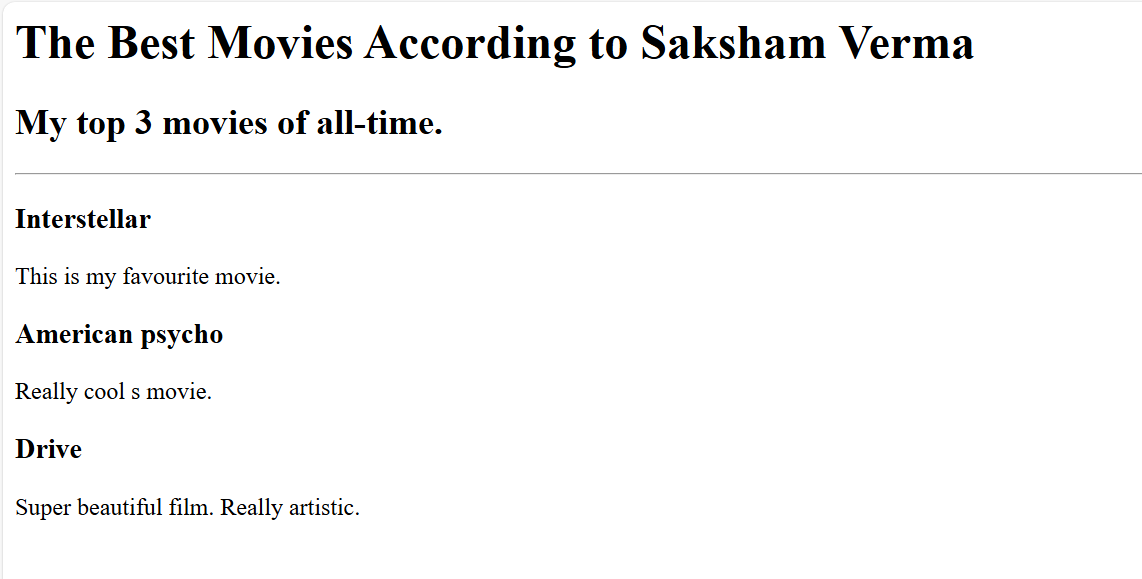 The Best Movies According to Saksham Verma
My top 3 movies of all-time.
Interstellar
This is my favourite movie.
American psycho
Really cool s movie.
Drive
Super beautiful film. Really artistic.